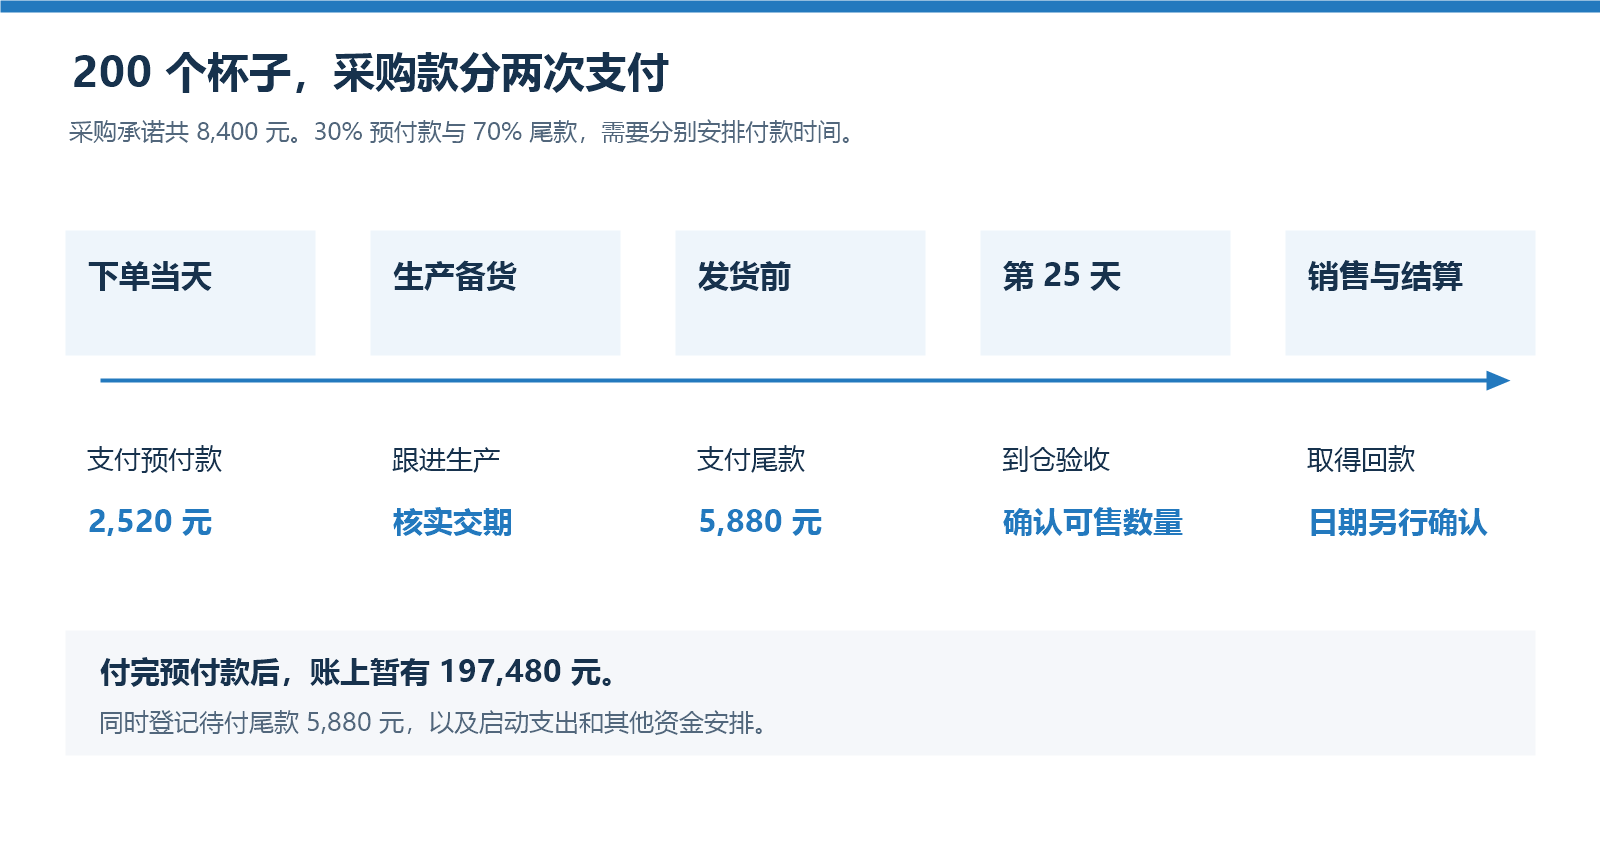 200 个杯子，采购款分两次支付
采购承诺共 8,400 元。30% 预付款与 70% 尾款，需要分别安排付款时间。
下单当天
生产备货
发货前
第 25 天
销售与结算
支付预付款
跟进生产
支付尾款
到仓验收
取得回款
2,520 元
核实交期
5,880 元
确认可售数量
日期另行确认
付完预付款后，账上暂有 197,480 元。
同时登记待付尾款 5,880 元，以及启动支出和其他资金安排。